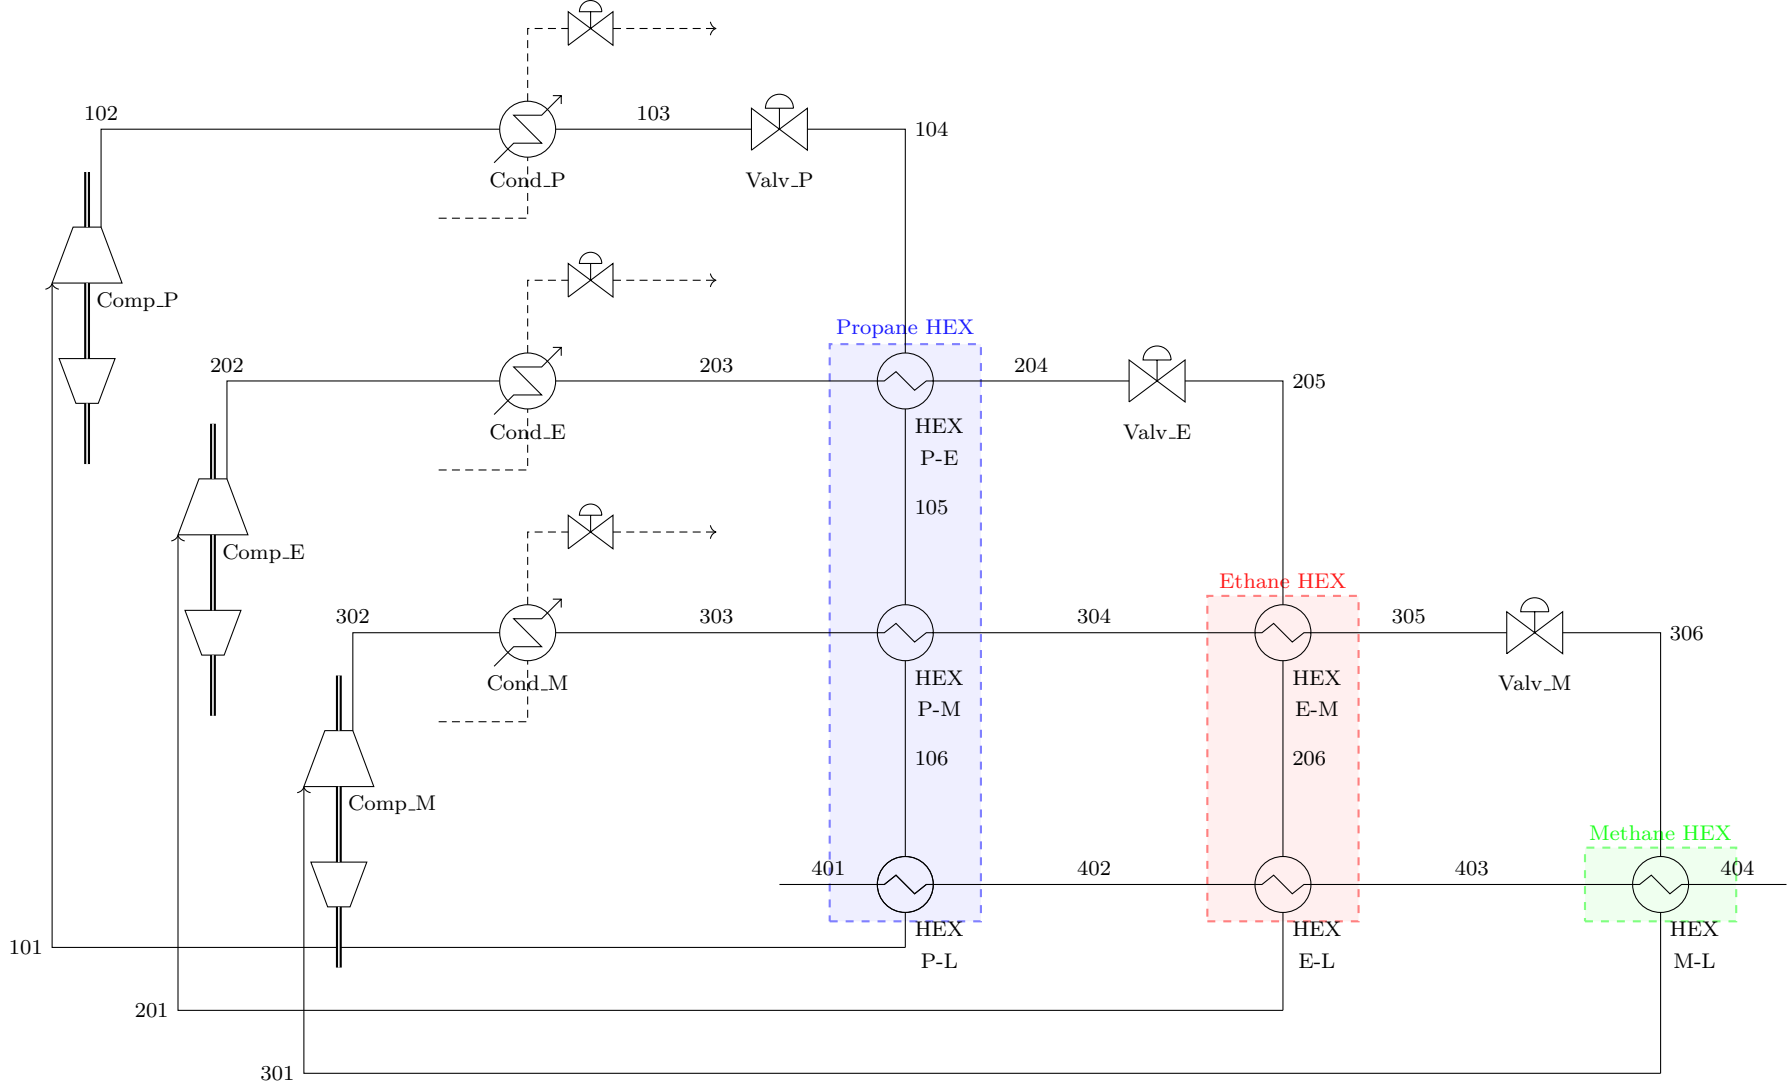 102
103
104
Cond_P
Valv_P
Comp_P
Propane HEX
202
203
204
205
HEX
P-E
Cond_E
Valv_E
105
Comp_E
Ethane HEX
302
303
304
305
306
HEX
P-M
HEX
E-M
Cond_M
Valv_M
106
206
Comp_M
Methane HEX
401
402
403
404
HEX
P-L
HEX
E-L
HEX
M-L
101
201
301